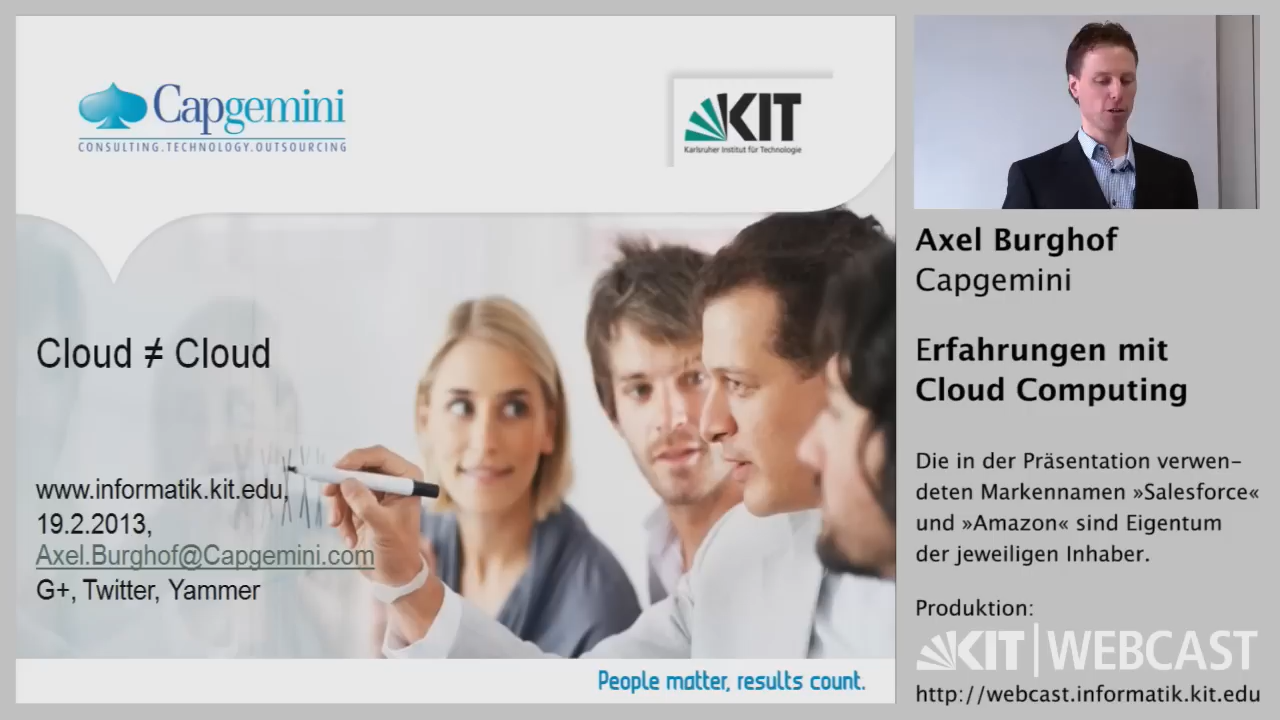 Capgemini
CONSULTING.TECHNOLOGY.OUTSOURCING
KIT
Karlsruher Institut für Technologie
Cloud ≠ Cloud
www.informatik.kit.edu,
19.2.2013,
Axel.Burghof@Capgemini.com
G+, Twitter, Yammer
People matter, results count.
Axel Burghof
Capgemini
Erfahrungen mit
Cloud Computing
Die in der Präsentation verwen-
deten Markennamen »Salesforce«
und »Amazon« sind Eigentum
der jeweiligen Inhaber.
Produktion:
KIT|WEBCAST
http://webcast.informatik.kit.edu